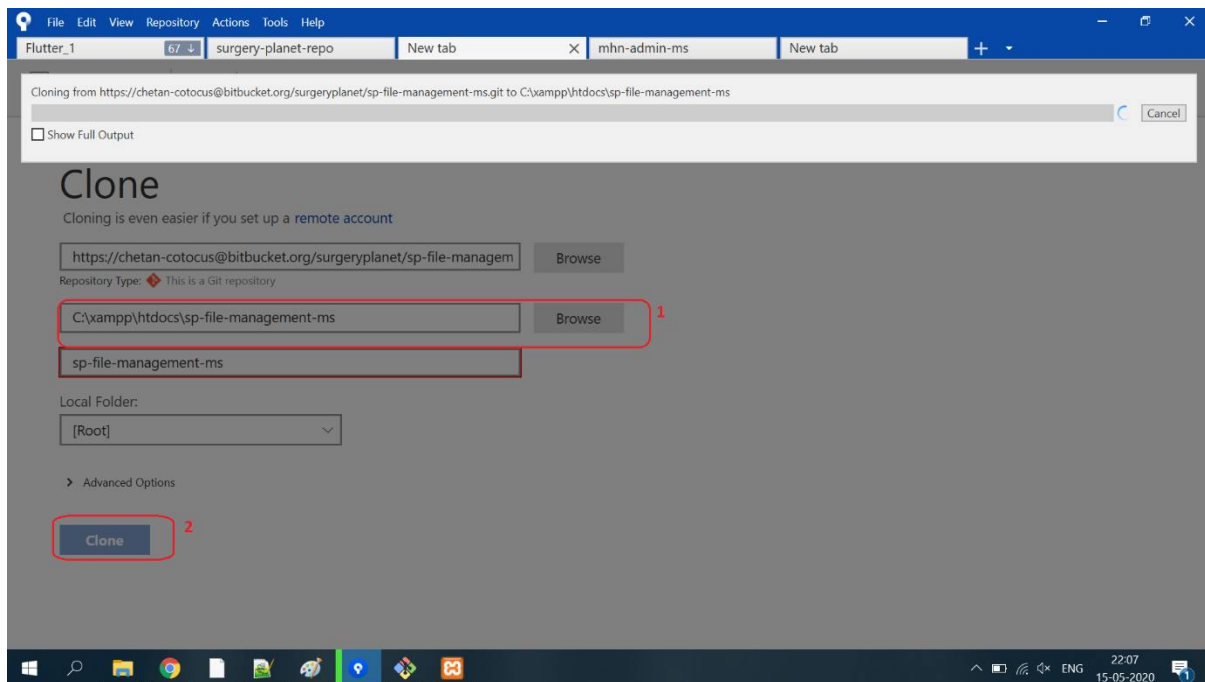 File Edit View Repository Actions Tools Help
Flutter_1 67 ↓ surgery-planet-repo New tab mhn-admin-ms New tab
Cloning from https://chetan-cotocus@bitbucket.org/surgeryplanet/sp-file-management-ms.git to C:\xampp\htdocs\sp-file-management-ms
Cancel
Show Full Output
Clone
Cloning is even easier if you set up a remote account
https://chetan-cotocus@bitbucket.org/surgeryplanet/sp-file-managem Browse
Repository Type: This is a Git repository
C:\xampp\htdocs\sp-file-management-ms Browse 1
sp-file-management-ms
Local Folder:
[Root]
Advanced Options
Clone 2
ENG 22:07
15-05-2020 1